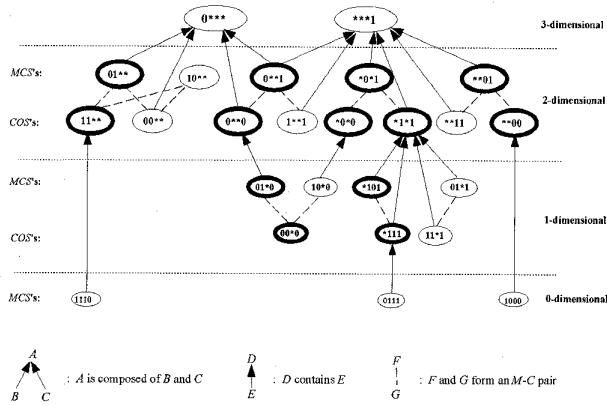 0*** ***1
3-dimensional
MCS's: 01** 10** 0**1 *0*1 **01
2-dimensional
COS's: 11** 00** 0**0 1**1 *0*0 *1*1 **11 **00
MCS's: 01*0 10*0 *101 01*1
1-dimensional
COS's: 00*0 *111 11*1
MCS's: 1110 0111 1000 0-dimensional
A
B C
: A is composed of B and C
D
E
: D contains E
F
G
: F and G form an M-C pair